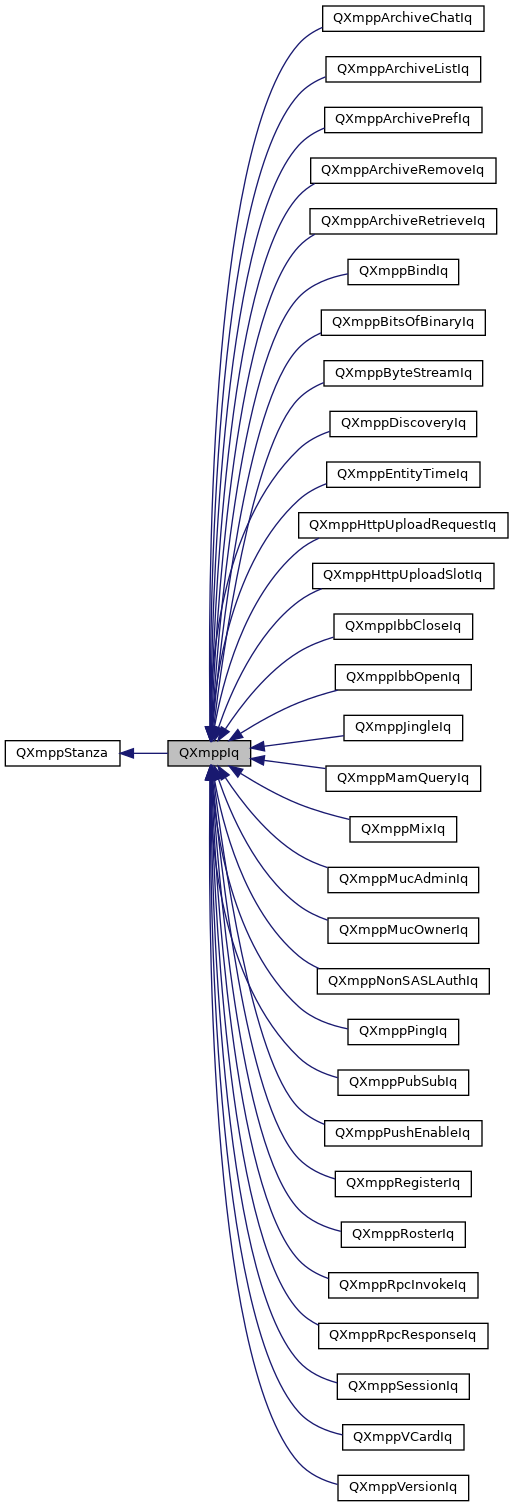 QXmppArchiveChatIq
QXmppArchiveListIq
QXmppArchivePrefIq
QXmppArchiveRemoveIq
QXmppArchiveRetrieveIq
QXmppBindIq
QXmppBitsOfBinaryIq
QXmppByteStreamIq
QXmppDiscoveryIq
QXmppEntityTimeIq
QXmppHttpUploadRequestIq
QXmppHttpUploadSlotIq
QXmppIbbCloseIq
QXmppIbbOpenIq
QXmppJingleIq
QXmppStanza
QXmppIq
QXmppMamQueryIq
QXmppMixIq
QXmppMucAdminIq
QXmppMucOwnerIq
QXmppNonSASLAuthIq
QXmppPingIq
QXmppPubSubIq
QXmppPushEnableIq
QXmppRegisterIq
QXmppRosterIq
QXmppRpcInvokeIq
QXmppRpcResponseIq
QXmppSessionIq
QXmppVCardIq
QXmppVersionIq